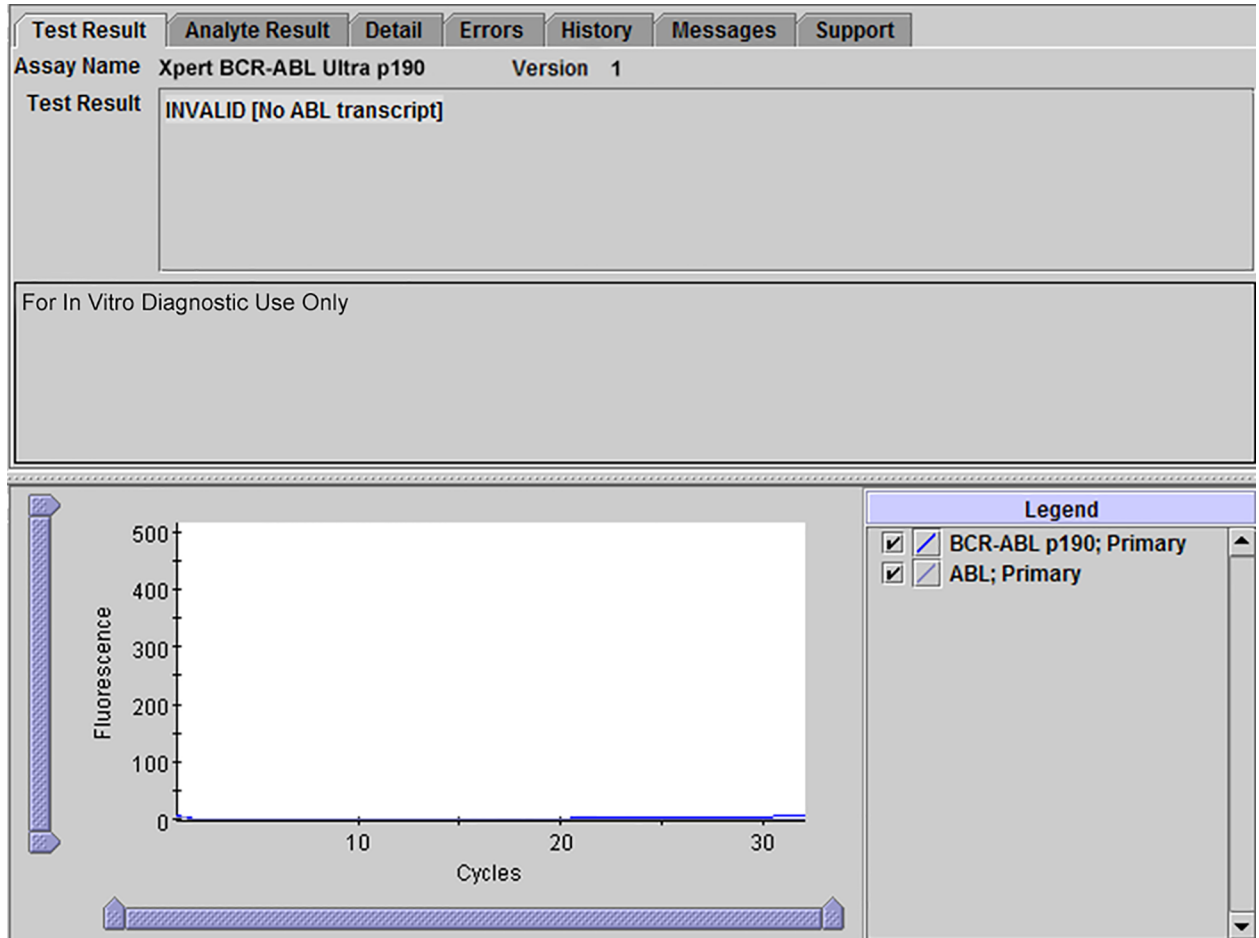 Test Result Analyte Result Detail Errors History Messages Support
Assay Name Xpert BCR-ABL Ultra p190 Version 1
Test Result INVALID [No ABL transcript]
For In Vitro Diagnostic Use Only
Legend
BCR-ABL p190; Primary
ABL; Primary
500
400
300
200
100
0
Fluorescence
10 20 30
Cycles